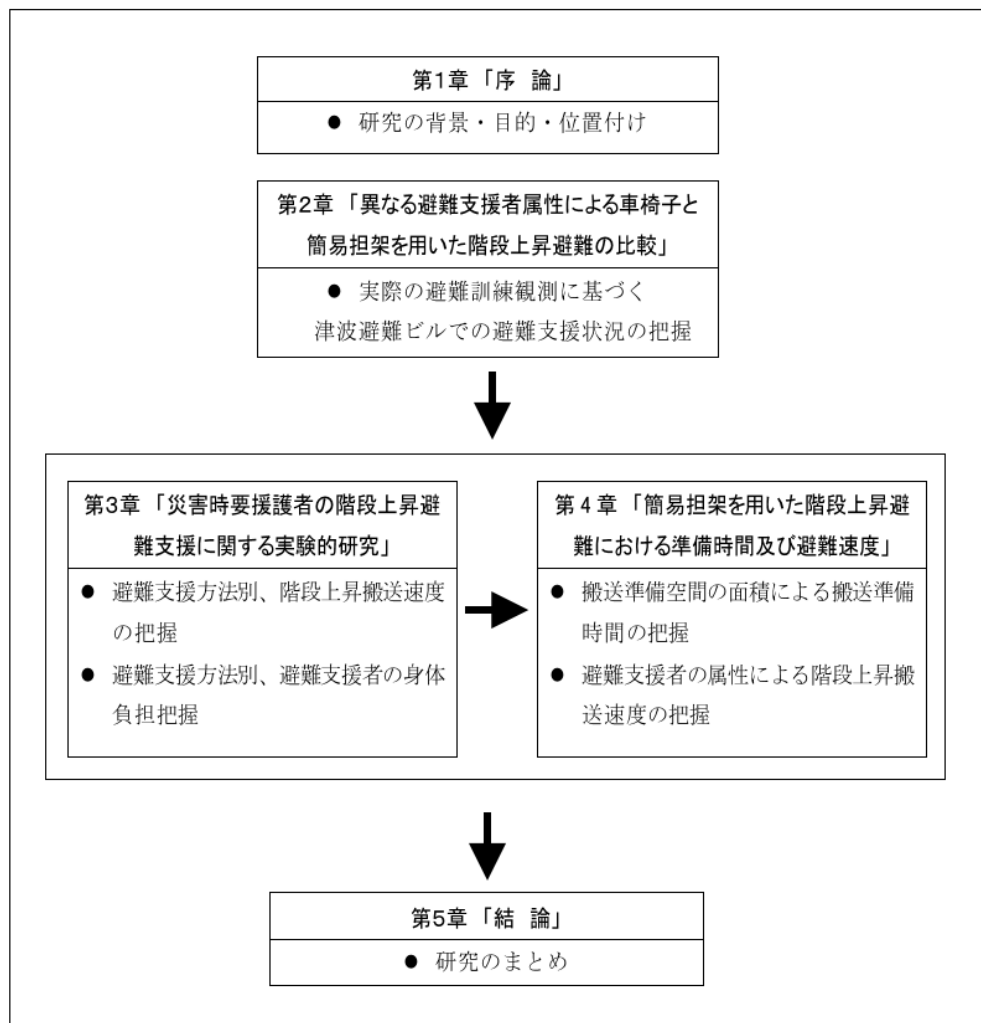 第1章「序 論」
● 研究の背景・目的・位置付け
第2章「異なる避難支援者属性による車椅子と
簡易担架を用いた階段上昇避難の比較」
● 実際の避難訓練観測に基づく
津波避難ビルでの避難支援状況の把握
第3章「災害時要援護者の階段上昇避
難支援に関する実験的研究」
● 避難支援方法別、階段上昇搬送速度
の把握
● 避難支援方法別、避難支援者の身体
負担把握
第4章「簡易担架を用いた階段上昇避
難における準備時間及び避難速度」
● 搬送準備空間の面積による搬送準備
時間の把握
● 避難支援者の属性による階段上昇搬
送速度の把握
第5章「結 論」
● 研究のまとめ